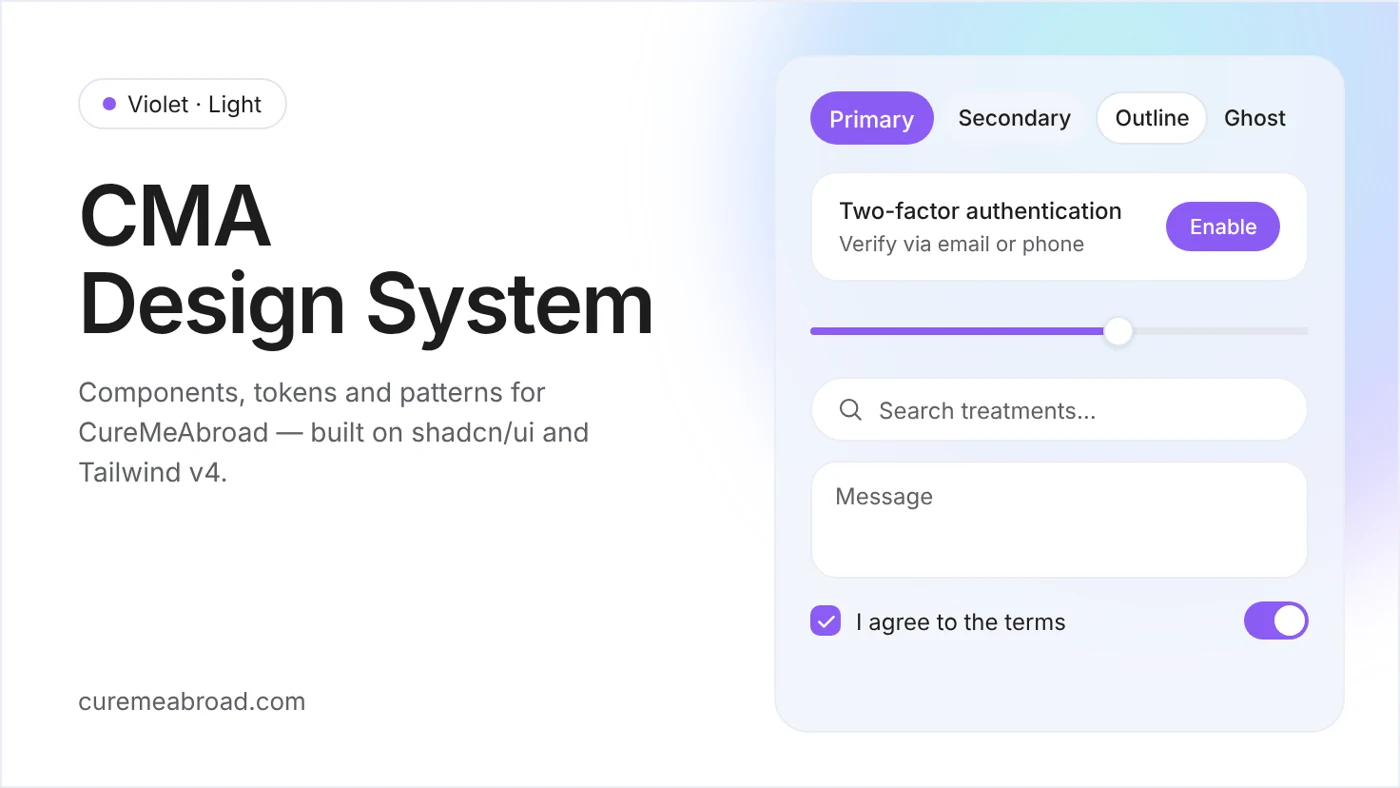 Violet · Light
CMA
Design System
Components, tokens and patterns for
CureMeAbroad — built on shadcn/ui and
Tailwind v4.
curemeabroad.com
Primary
Secondary
Outline
Ghost
Two-factor authentication
Verify via email or phone
Enable
Search treatments...
Message
I agree to the terms